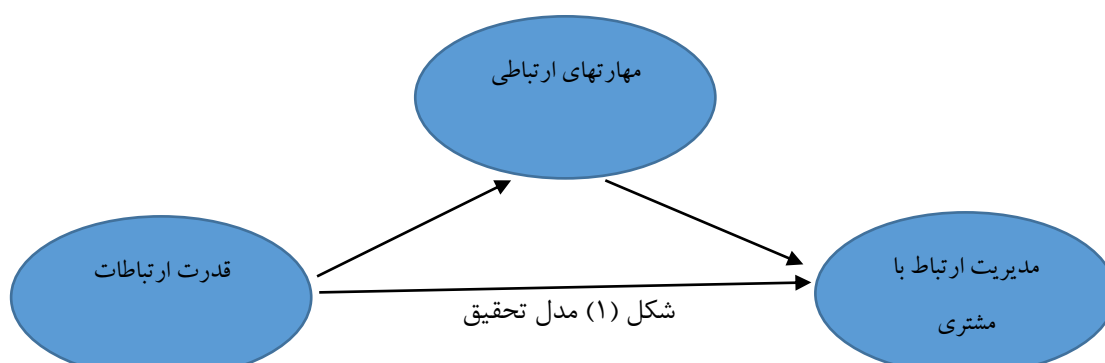 مهارتهای ارتباطی
قدرت ارتباطات
مدیریت ارتباط با
مشتری
شکل (۱) مدل تحقیق